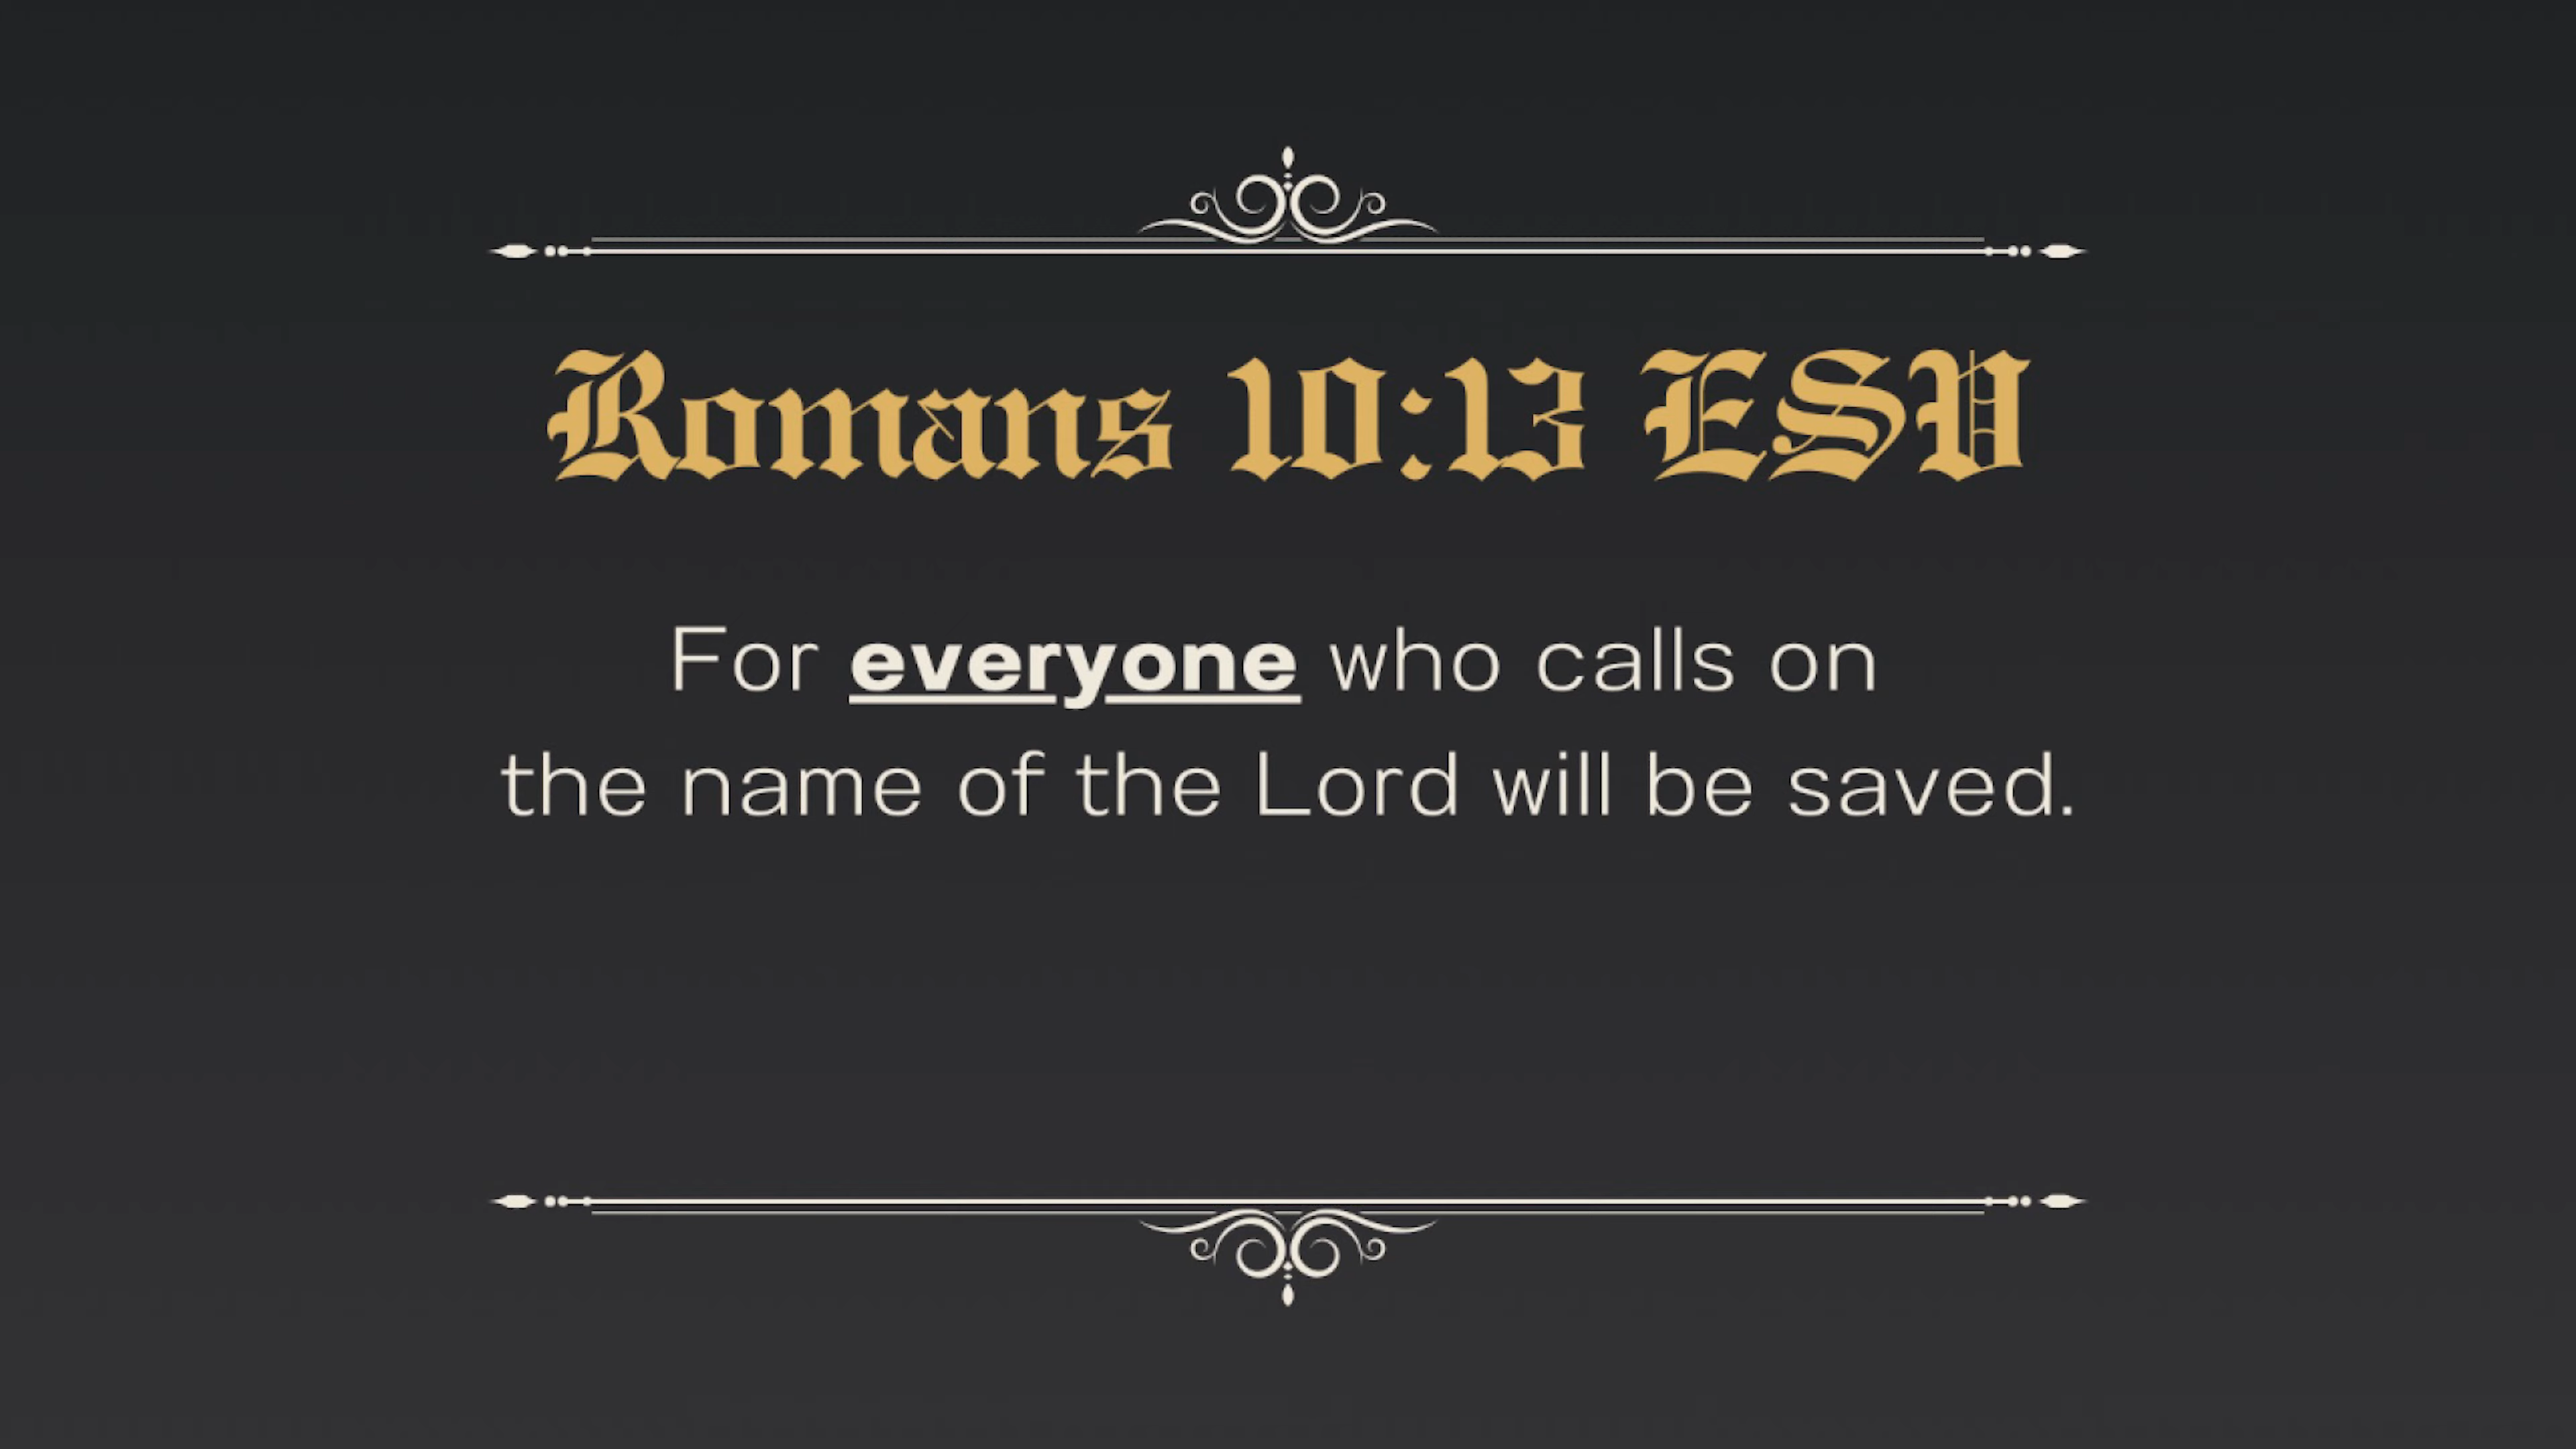 Romans 10:13 ESV
For everyone who calls on
the name of the Lord will be saved.